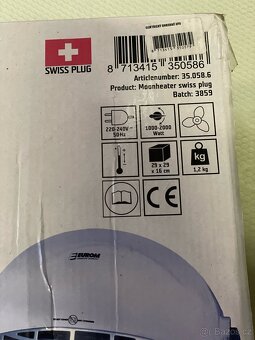 SWISS PLUG
8 713415 350586
Articlenumber: 35.058.6
Product: Moonheater swiss plug
Batch: 3859
220-240V~
50Hz
1000-2000
Watt
29 x 29
x 16 cm
kg
1,2 kg
CE
EUROM